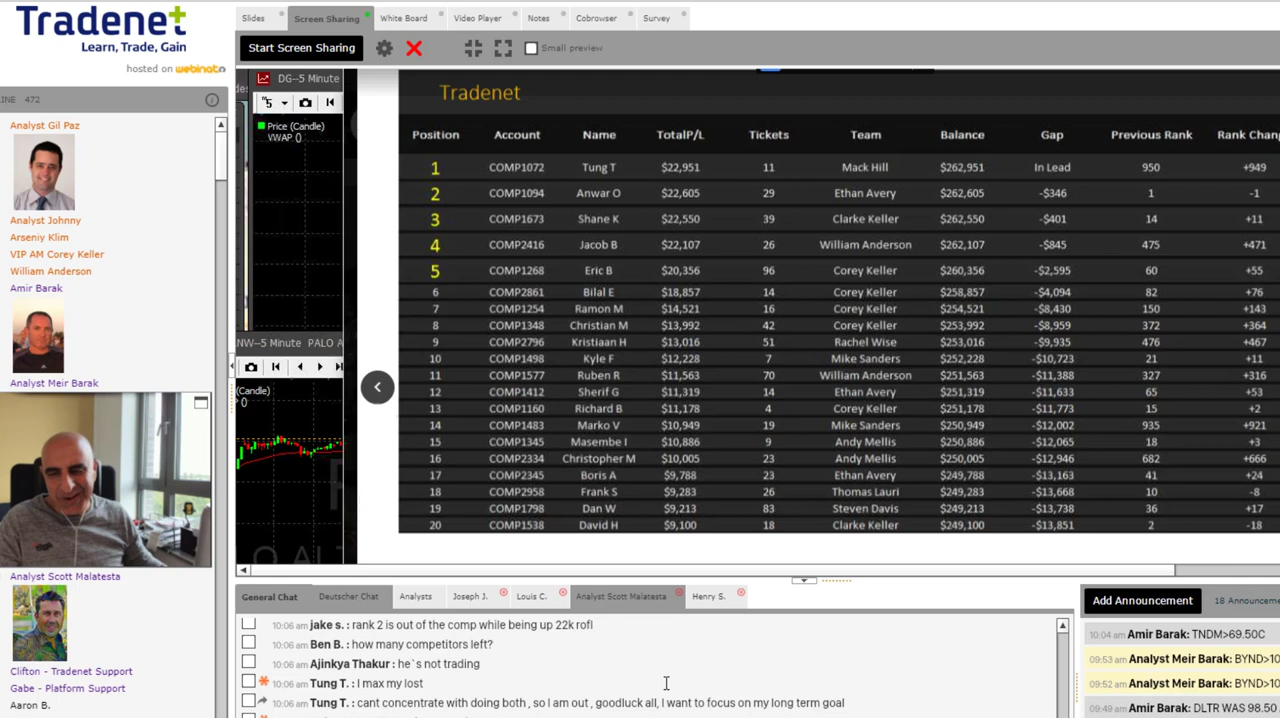 Tradenet
Learn, Trade, Gain
hosted on webinato
Slides Screen Sharing White Board Video Player Notes Cobrowser Survey
Start Screen Sharing Small preview
INE 472
Analyst Gil Paz
Analyst Johnny
Arseniy Klim
VIP AM Corey Keller
William Anderson
Amir Barak
Analyst Meir Barak
Analyst Scott Malatesta
Clifton - Tradenet Support
Gabe - Platform Support
Aaron B.
DG--5 Minute
5
Price (Candle)
VWAP ()
NW--5 Minute PALO A
(Candle)
()
Tradenet
Position Account Name TotalP/L Tickets Team Balance Gap Previous Rank Rank Chan
1 COMP1072 Tung T $22,951 11 Mack Hill $262,951 In Lead 950 +949
2 COMP1094 Anwar O $22,605 29 Ethan Avery $262,605 -$346 1 -1
3 COMP1673 Shane K $22,550 39 Clarke Keller $262,550 -$401 14 +11
4 COMP2416 Jacob B $22,107 26 William Anderson $262,107 -$845 475 +471
5 COMP1268 Eric B $20,356 96 Corey Keller $260,356 -$2,595 60 +55
6 COMP2861 Bilal E $18,857 14 Corey Keller $258,857 -$4,094 82 +76
7 COMP1254 Ramon M $14,521 16 Corey Keller $254,521 -$8,430 150 +143
8 COMP1348 Christian M $13,992 42 Corey Keller $253,992 -$8,959 372 +364
9 COMP2796 Kristiaan H $13,016 51 Rachel Wise $253,016 -$9,935 476 +467
10 COMP1498 Kyle F $12,228 7 Mike Sanders $252,228 -$10,723 21 +11
11 COMP1577 Ruben R $11,563 70 William Anderson $251,563 -$11,388 327 +316
12 COMP1412 Sherif G $11,319 14 Ethan Avery $251,319 -$11,633 65 +53
13 COMP1160 Richard B $11,178 4 Corey Keller $251,178 -$11,773 15 +2
14 COMP1483 Marko V $10,949 19 Mike Sanders $250,949 -$12,002 935 +921
15 COMP1345 Masembe I $10,886 9 Andy Mellis $250,886 -$12,065 18 +3
16 COMP2334 Christopher M $10,005 23 Andy Mellis $250,005 -$12,946 682 +666
17 COMP2345 Boris A $9,788 23 Ethan Avery $249,788 -$13,163 41 +24
18 COMP2958 Frank S $9,283 26 Thomas Lauri $249,283 -$13,668 10 -8
19 COMP1798 Dan W $9,213 83 Steven Davis $249,213 -$13,738 36 +17
20 COMP1538 David H $9,100 18 Clarke Keller $249,100 -$13,851 2 -18
General Chat Deutscher Chat Analysts Joseph J. Louis C. Analyst Scott Malatesta Henry S.
10:06 am jake s. : rank 2 is out of the comp while being up 22k rofl
10:06 am Ben B. : how many competitors left?
10:06 am Ajinkya Thakur : he`s not trading
10:06 am Tung T. : I max my lost
10:06 am Tung T. : cant concentrate with doing both , so I am out , goodluck all, I want to focus on my long term goal
Add Announcement 18 Announceme
10:04 am Amir Barak: TNDM>69.50C
09:53 am Analyst Meir Barak: BYND>10
09:52 am Analyst Meir Barak: BYND>10
09:49 am Amir Barak: DLTR WAS 98.50